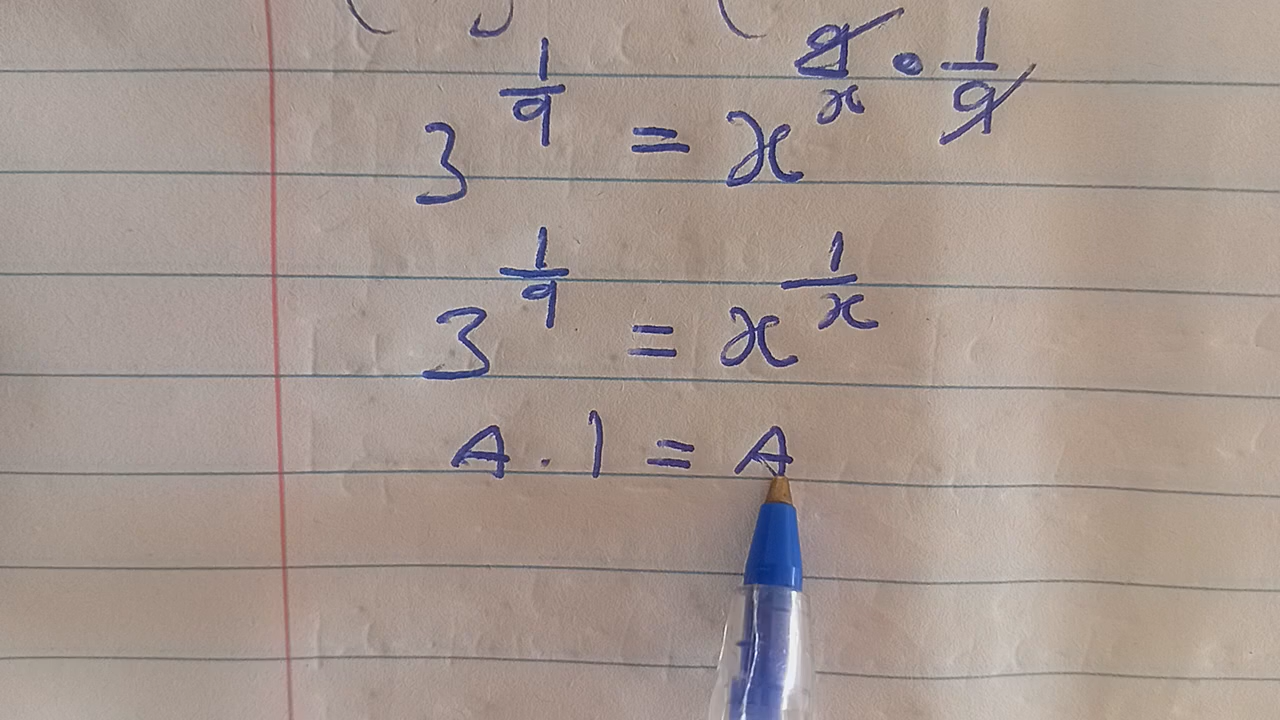 3^(1/9) = x^(9/x • 1/9)
3^(1/9) = x^(1/x)
A . 1 = A